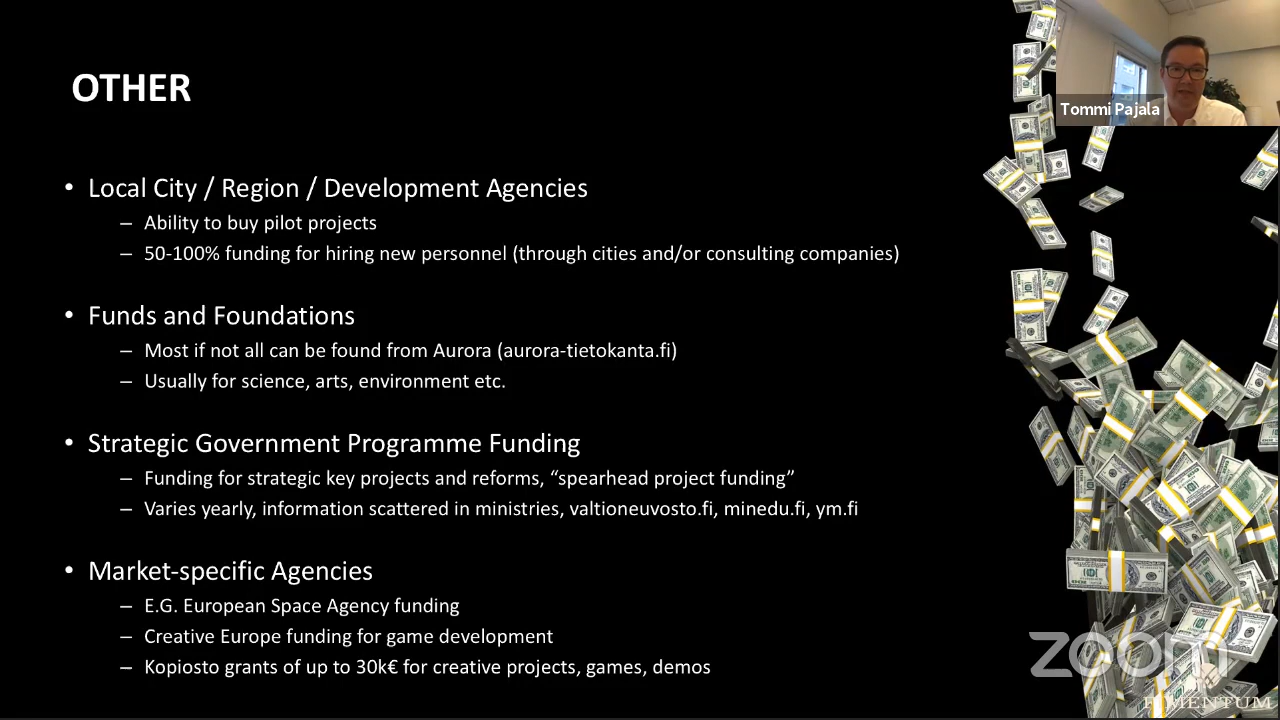 OTHER
Tommi Pajala
• Local City / Region / Development Agencies
– Ability to buy pilot projects
– 50-100% funding for hiring new personnel (through cities and/or consulting companies)
• Funds and Foundations
– Most if not all can be found from Aurora (aurora-tietokanta.fi)
– Usually for science, arts, environment etc.
• Strategic Government Programme Funding
– Funding for strategic key projects and reforms, “spearhead project funding”
– Varies yearly, information scattered in ministries, valtioneuvosto.fi, minedu.fi, ym.fi
• Market-specific Agencies
– E.G. European Space Agency funding
– Creative Europe funding for game development
– Kopiosto grants of up to 30k€ for creative projects, games, demos
zoom